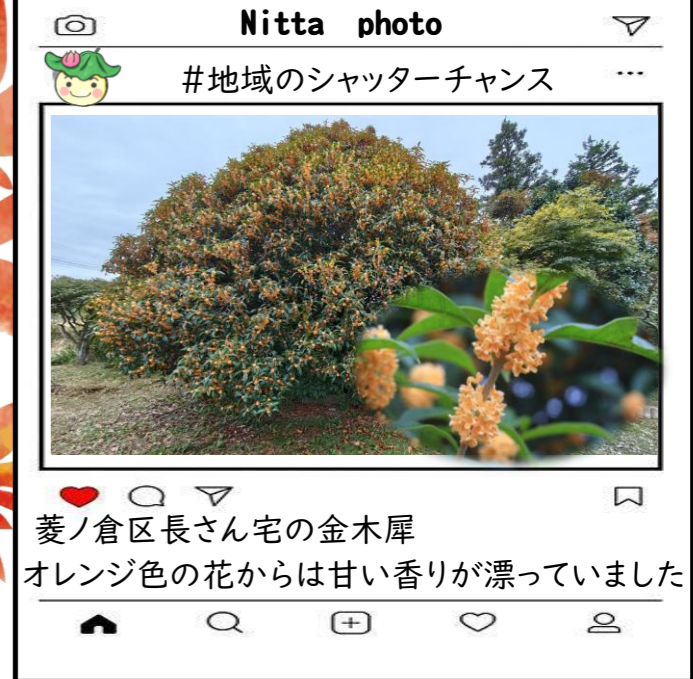 Nitta photo
#地域のシャッターチャンス
菱ノ倉区長さん宅の金木犀
オレンジ色の花からは甘い香りが漂っていました